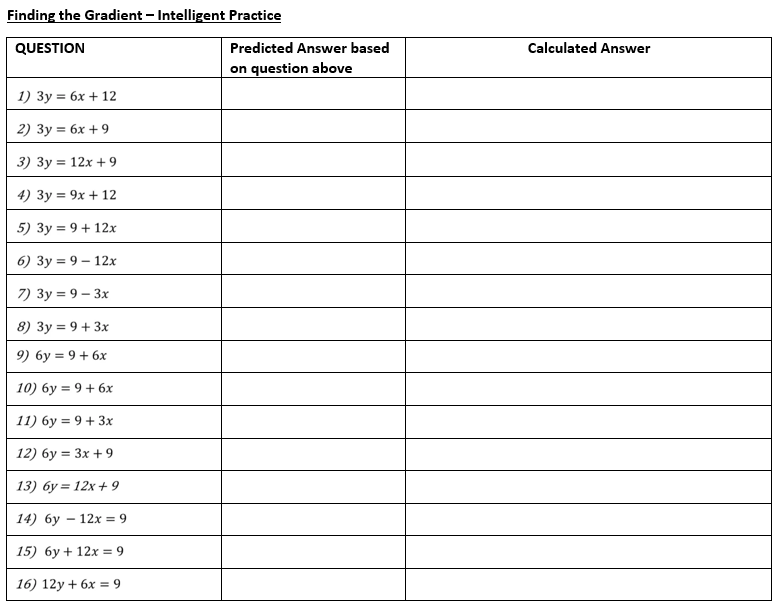 Finding the Gradient – Intelligent Practice
QUESTION
Predicted Answer based
on question above
Calculated Answer
1) 3y = 6x + 12
2) 3y = 6x + 9
3) 3y = 12x + 9
4) 3y = 9x + 12
5) 3y = 9 + 12x
6) 3y = 9 – 12x
7) 3y = 9 – 3x
8) 3y = 9 + 3x
9) 6y = 9 + 6x
10) 6y = 9 + 6x
11) 6y = 9 + 3x
12) 6y = 3x + 9
13) 6y = 12x + 9
14) 6y – 12x = 9
15) 6y + 12x = 9
16) 12y + 6x = 9